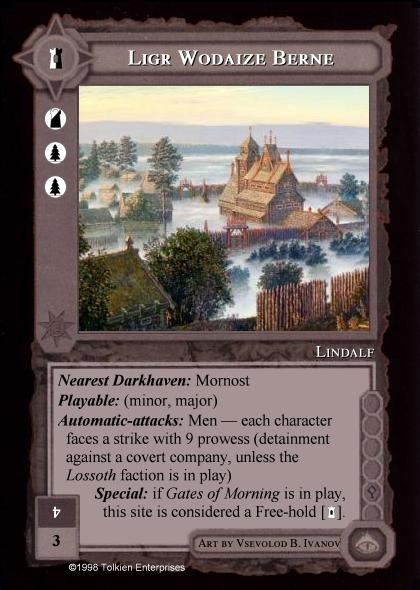 LIGR WODAIZE BERNE
LINDALF
Nearest Darkhaven: Mornost
Playable: (minor, major)
Automatic-attacks: Men — each character
faces a strike with 9 prowess (detainment
against a covert company, unless the
Lossoth faction is in play)
Special: if Gates of Morning is in play,
this site is considered a Free-hold [ ].
4
3
ART BY VSEVOLOD B. IVANOV
©1998 Tolkien Enterprises